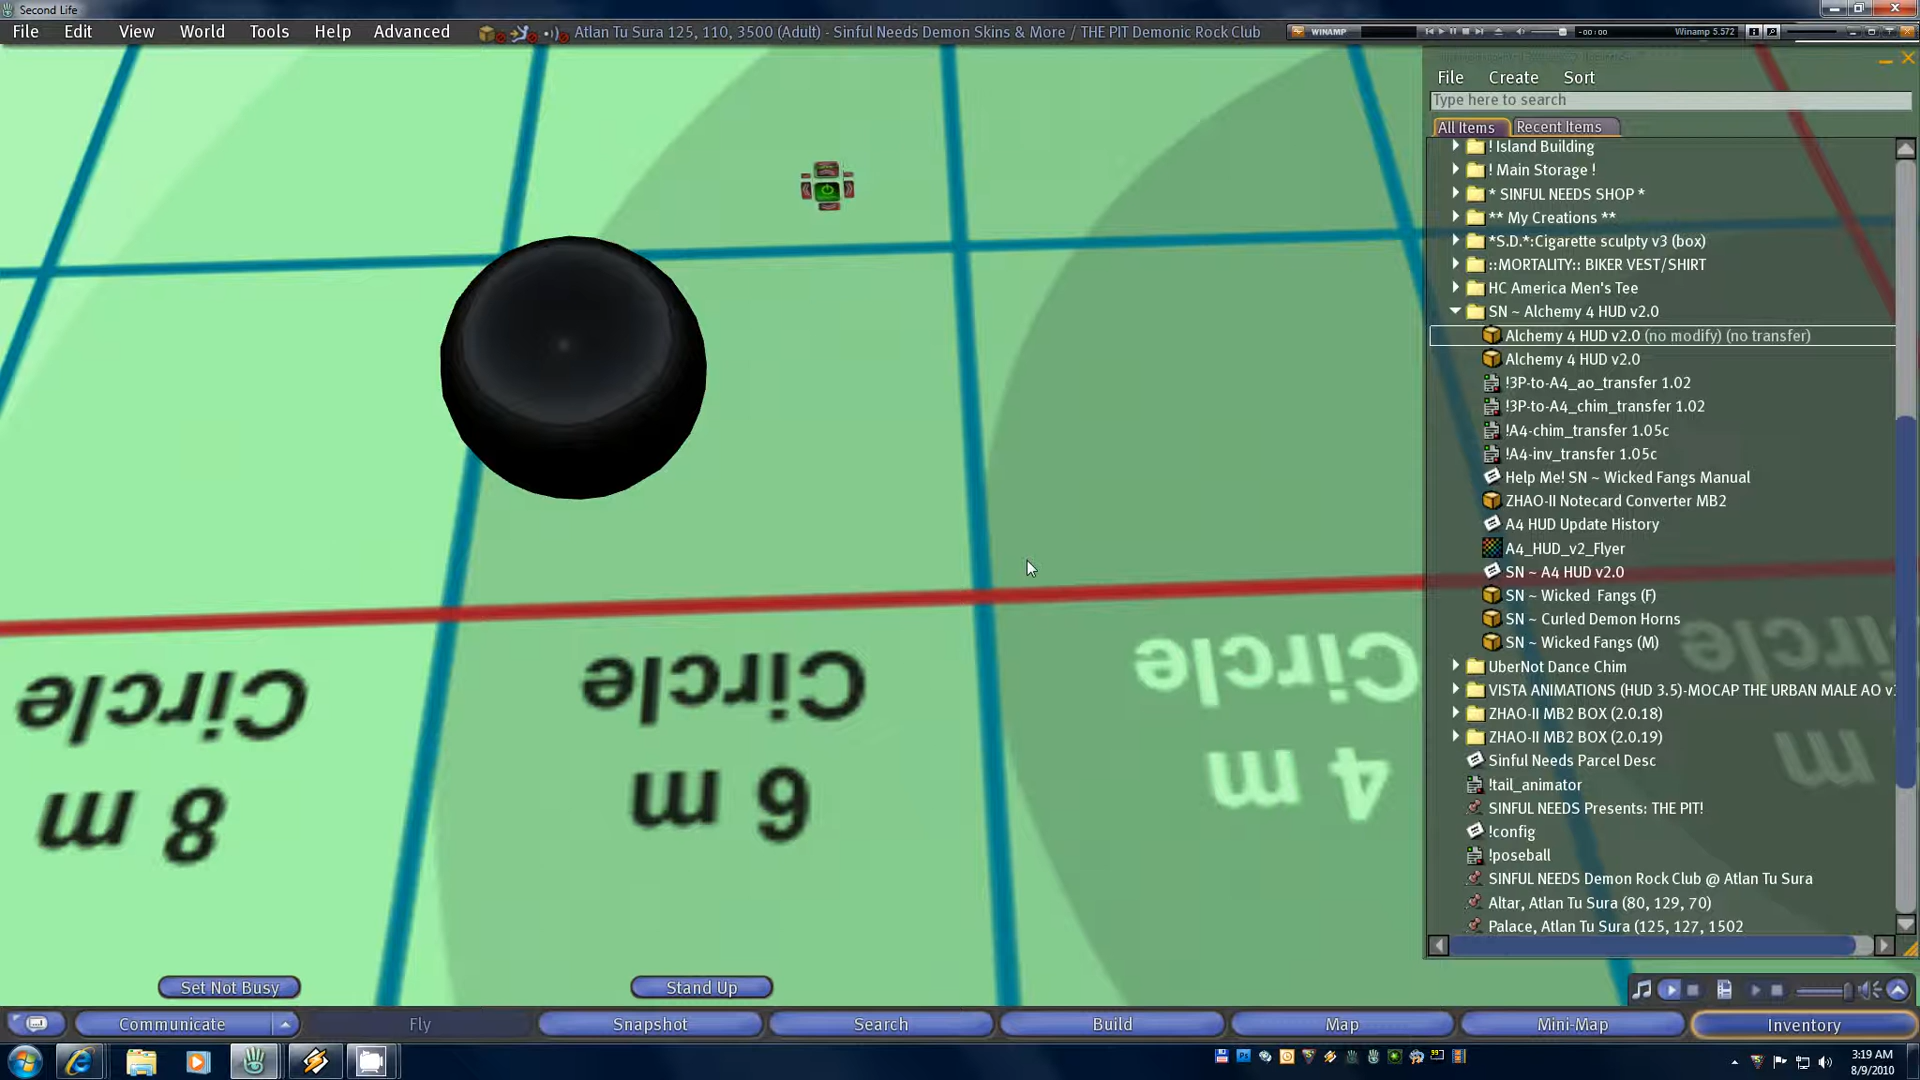 Second Life
File Edit View World Tools Help Advanced
Atlan Tu Sura 125, 110, 3500 (Adult) - Sinful Needs Demon Skins & More / THE PIT Demonic Rock Club
WINAMP
-00:00
Winamp 5.572
File Create Sort
Type here to search
All Items Recent Items
! Island Building
! Main Storage !
* SINFUL NEEDS SHOP *
** My Creations **
*S.D.*:Cigarette sculpty v3 (box)
::MORTALITY:: BIKER VEST/SHIRT
HC America Men's Tee
SN ~ Alchemy 4 HUD v2.0
Alchemy 4 HUD v2.0 (no modify) (no transfer)
Alchemy 4 HUD v2.0
!3P-to-A4_ao_transfer 1.02
!3P-to-A4_chim_transfer 1.02
!A4-chim_transfer 1.05c
!A4-inv_transfer 1.05c
Help Me! SN ~ Wicked Fangs Manual
ZHAO-II Notecard Converter MB2
A4 HUD Update History
A4_HUD_v2_Flyer
SN ~ A4 HUD v2.0
SN ~ Wicked  Fangs (F)
SN ~ Curled Demon Horns
SN ~ Wicked Fangs (M)
UberNot Dance Chim
VISTA ANIMATIONS (HUD 3.5)-MOCAP THE URBAN MALE AO v
ZHAO-II MB2 BOX (2.0.18)
ZHAO-II MB2 BOX (2.0.19)
Sinful Needs Parcel Desc
!tail_animator
SINFUL NEEDS Presents: THE PIT!
!config
!poseball
SINFUL NEEDS Demon Rock Club @ Atlan Tu Sura
Altar, Atlan Tu Sura (80, 129, 70)
Palace, Atlan Tu Sura (125, 127, 1502
Circle Circle Circle Circle
8 m 6 m 4 m m
Set Not Busy Stand Up
Communicate Fly Snapshot Search Build Map Mini-Map Inventory
3:19 AM
8/9/2010